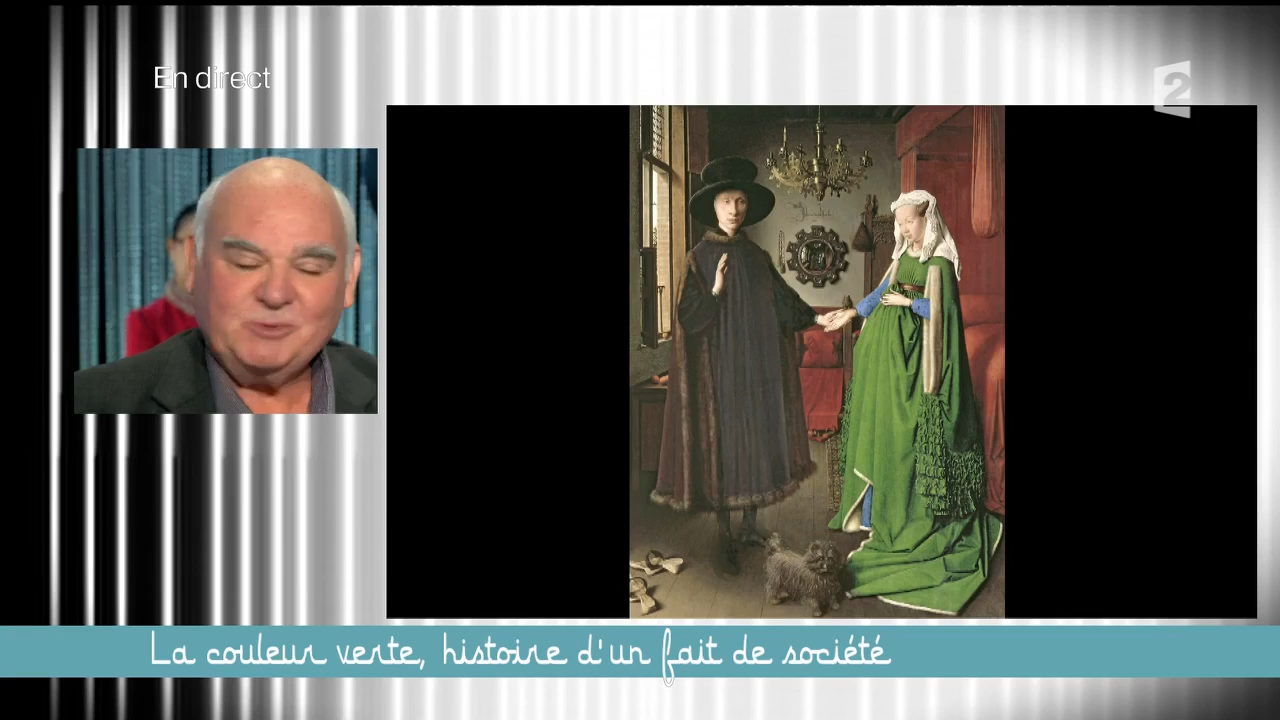 En direct
2
La couleur verte, histoire d'un fait de société